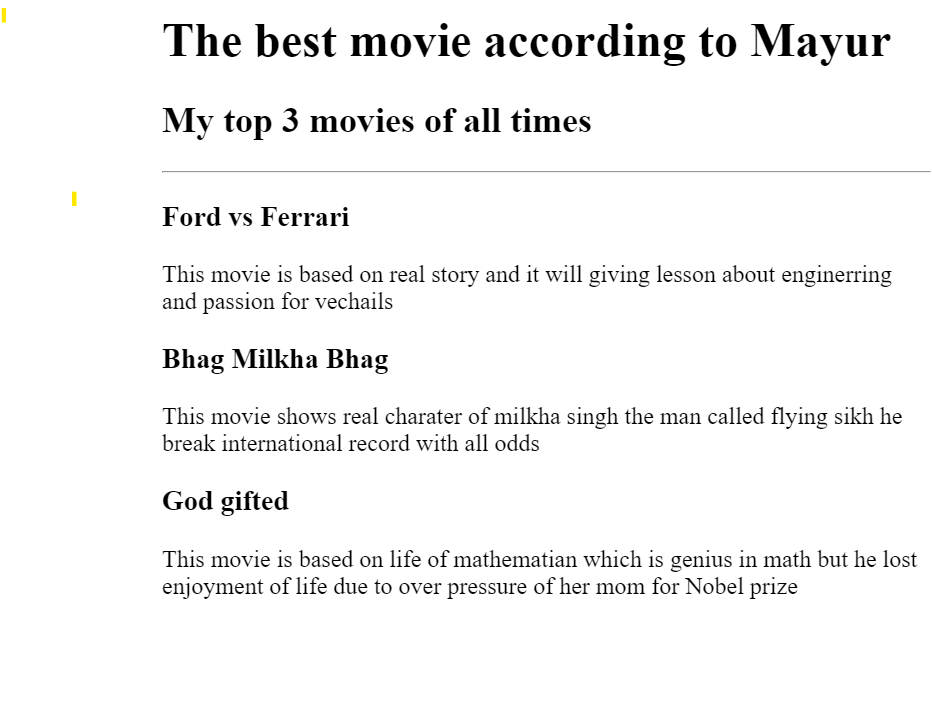 The best movie according to Mayur
My top 3 movies of all times
Ford vs Ferrari
This movie is based on real story and it will giving lesson about enginerring
and passion for vechails
Bhag Milkha Bhag
This movie shows real charater of milkha singh the man called flying sikh he
break international record with all odds
God gifted
This movie is based on life of mathematian which is genius in math but he lost
enjoyment of life due to over pressure of her mom for Nobel prize